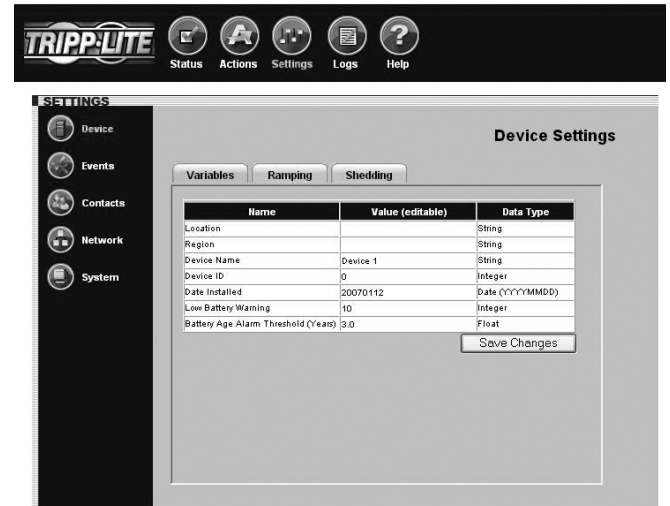 TRIPP·LITE
Status Actions Settings Logs Help
SETTINGS
Device
Events
Contacts
Network
System
Device Settings
Variables Ramping Shedding
Name Value (editable) Data Type
Location String
Region String
Device Name Device 1 String
Device ID 0 Integer
Date Installed 20070112 Date (YYYYMMDD)
Low Battery Warning 10 Integer
Battery Age Alarm Threshold (Years) 3.0 Float
Save Changes